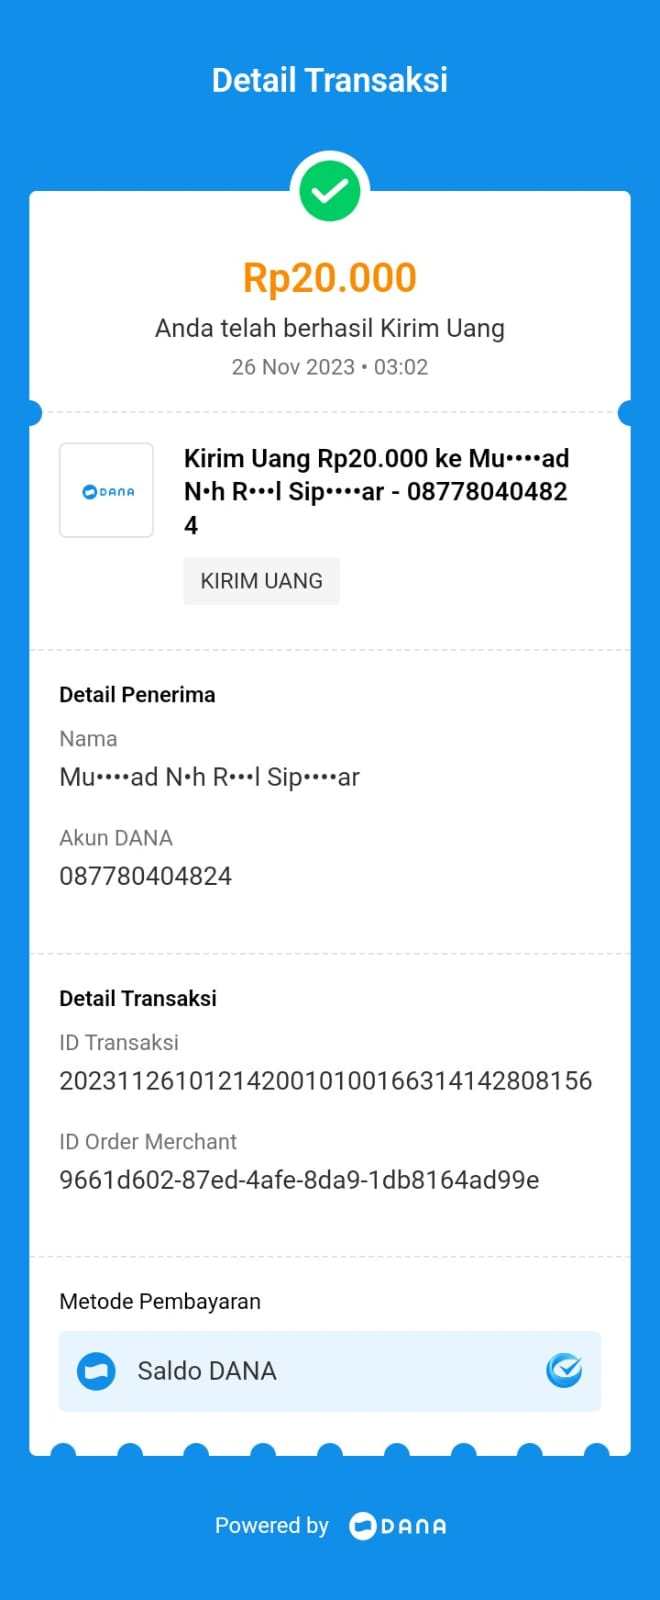 Detail Transaksi
Rp20.000
Anda telah berhasil Kirim Uang
26 Nov 2023 • 03:02
DANA
Kirim Uang Rp20.000 ke Mu••••ad
N•h R•••l Sip••••ar - 08778040482
4
KIRIM UANG
Detail Penerima
Nama
Mu••••ad N•h R•••l Sip••••ar
Akun DANA
087780404824
Detail Transaksi
ID Transaksi
2023112610121420010100166314142808156
ID Order Merchant
9661d602-87ed-4afe-8da9-1db8164ad99e
Metode Pembayaran
Saldo DANA
Powered by DANA